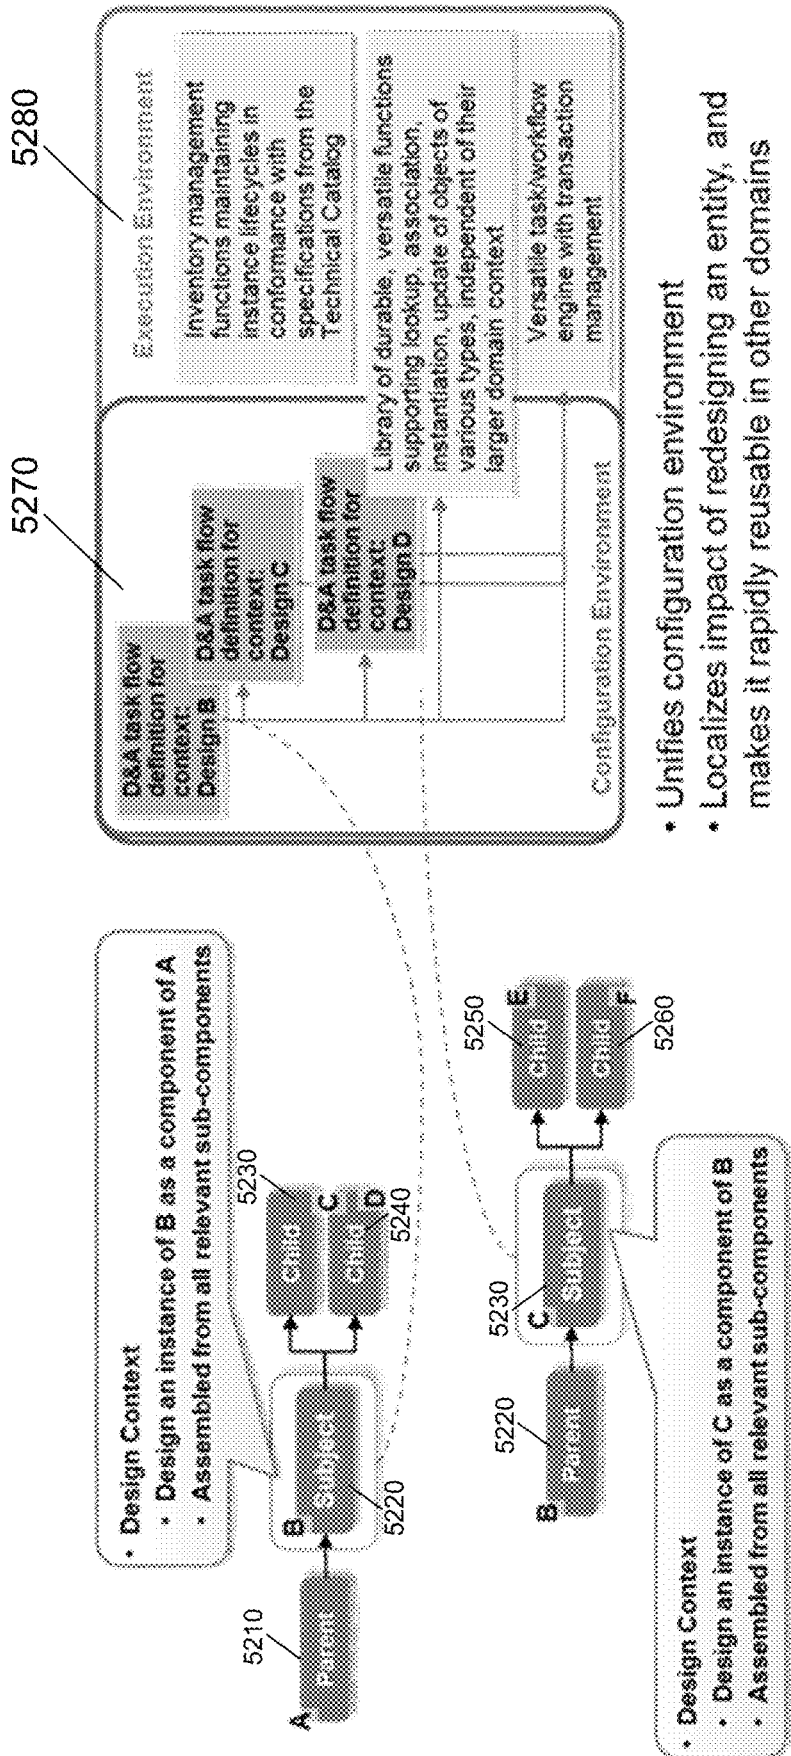 • Design Context
• Design an instance of B as a component of A
• Assembled from all relevant sub-components
5210
A
Parent
B
Subject
5220
5230
Child
C
Child
D
5240
5220
B
Parent
5230
C
Subject
5250
Child
E
Child
F
5260
• Design Context
• Design an instance of C as a component of B
• Assembled from all relevant sub-components
5270
5280
D&A task flow
definition for
context:
Design B
D&A task flow
definition for
context:
Design C
D&A task flow
definition for
context:
Design D
Configuration Environment
Execution Environment
Inventory management
functions maintaining
instance lifecycles in
conformance with
specifications from the
Technical Catalog
Library of durable, versatile functions
supporting lookup, association,
instantiation, update of objects of
various types, independent of their
larger domain context
Versatile task/workflow
engine with transaction
management
• Unifies configuration environment
• Localizes impact of redesigning an entity, and
makes it rapidly reusable in other domains